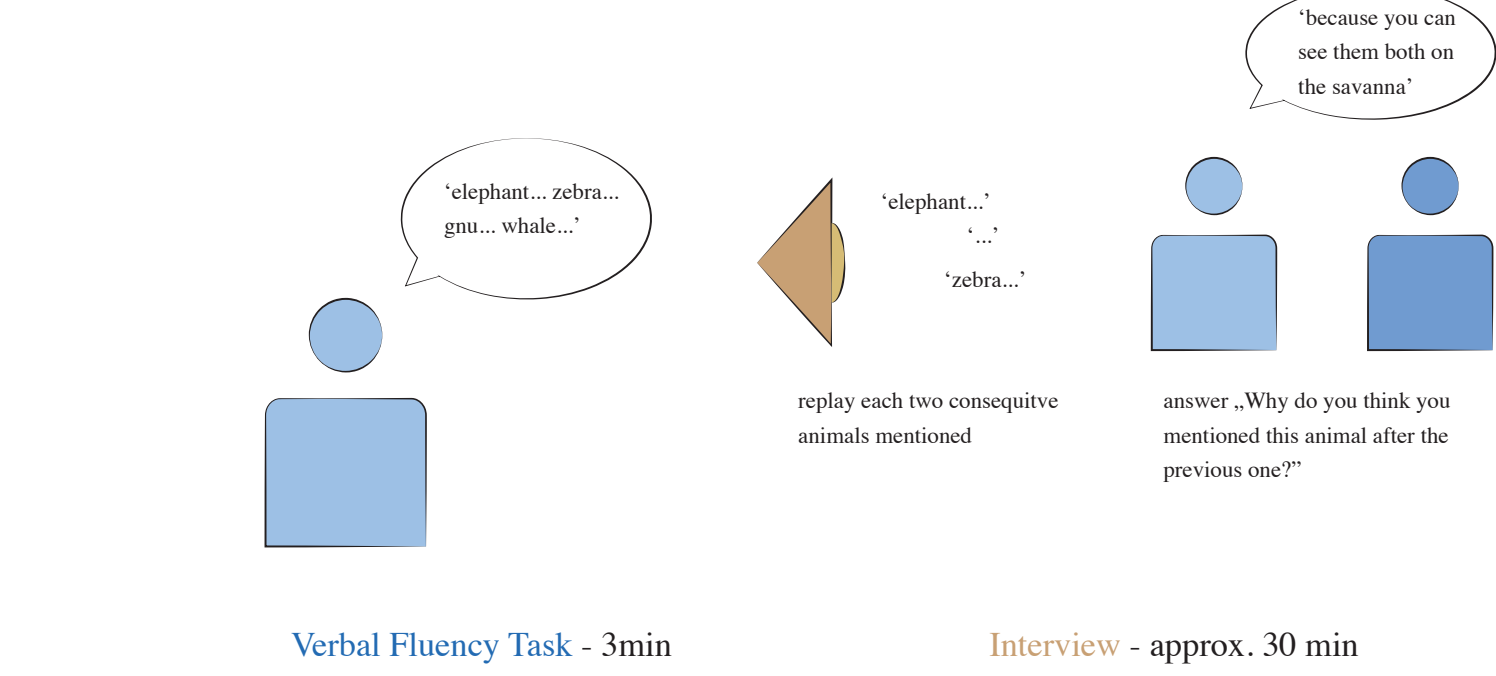 ‘because you can
see them both on
the savanna’
‘elephant... zebra...
gnu... whale...’
‘elephant...’
‘...’
‘zebra...’
replay each two consequitve
animals mentioned
answer „Why do you think you
mentioned this animal after the
previous one?”
Verbal Fluency Task - 3min
Interview - approx. 30 min